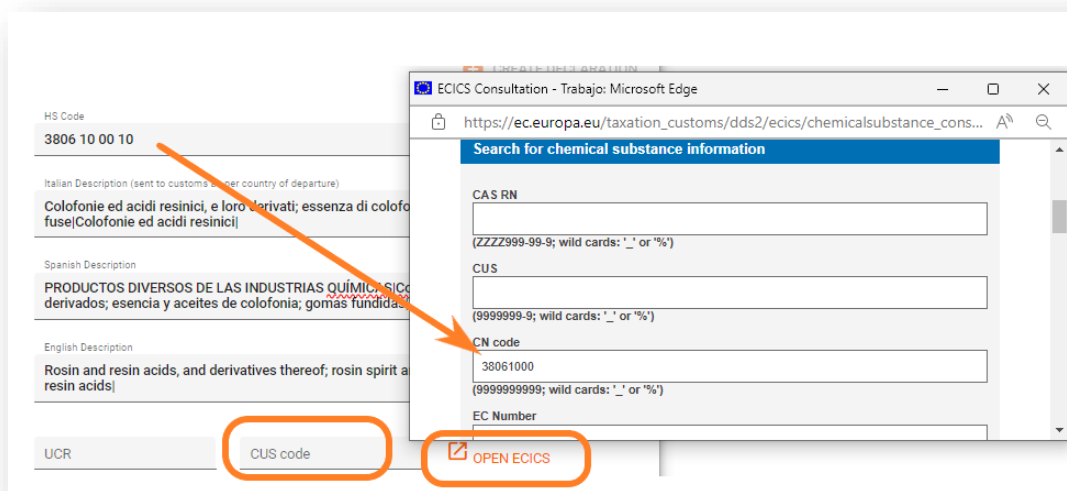 CREATE DECLARATION
HS Code
3806 10 00 10
Italian Description (sent to customs as per country of departure)
Colofonie ed acidi resinici, e loro derivati; essenza di colofo
fuse|Colofonie ed acidi resinici|
Spanish Description
PRODUCTOS DIVERSOS DE LAS INDUSTRIAS QUÍMICAS|Co
derivados; esencia y aceites de colofonia; gomas fundidas
English Description
Rosin and resin acids, and derivatives thereof; rosin spirit a
resin acids|
UCR
CUS code
OPEN ECICS
ECICS Consultation - Trabajo: Microsoft Edge
https://ec.europa.eu/taxation_customs/dds2/ecics/chemicalsubstance_cons...
Search for chemical substance information
CAS RN
(ZZZZ999-99-9; wild cards: '_' or '%')
CUS
(9999999-9; wild cards: '_' or '%')
CN code
38061000
(9999999999; wild cards: '_' or '%')
EC Number